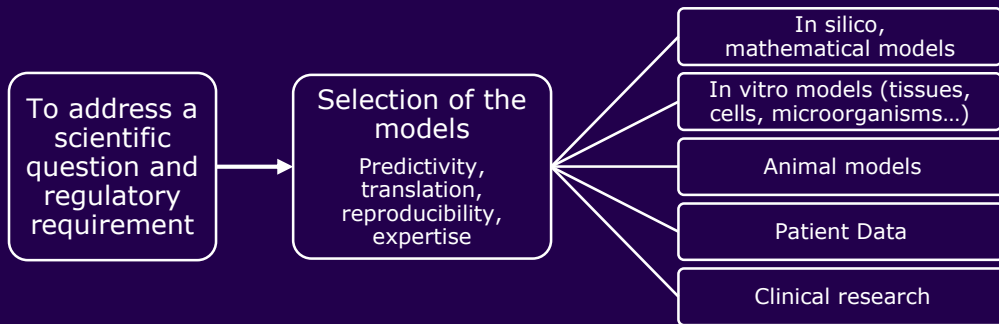 To address a
scientific
question and
regulatory
requirement
Selection of the
models
Predictivity,
translation,
reproducibility,
expertise
In silico,
mathematical models
In vitro models (tissues,
cells, microorganisms…)
Animal models
Patient Data
Clinical research